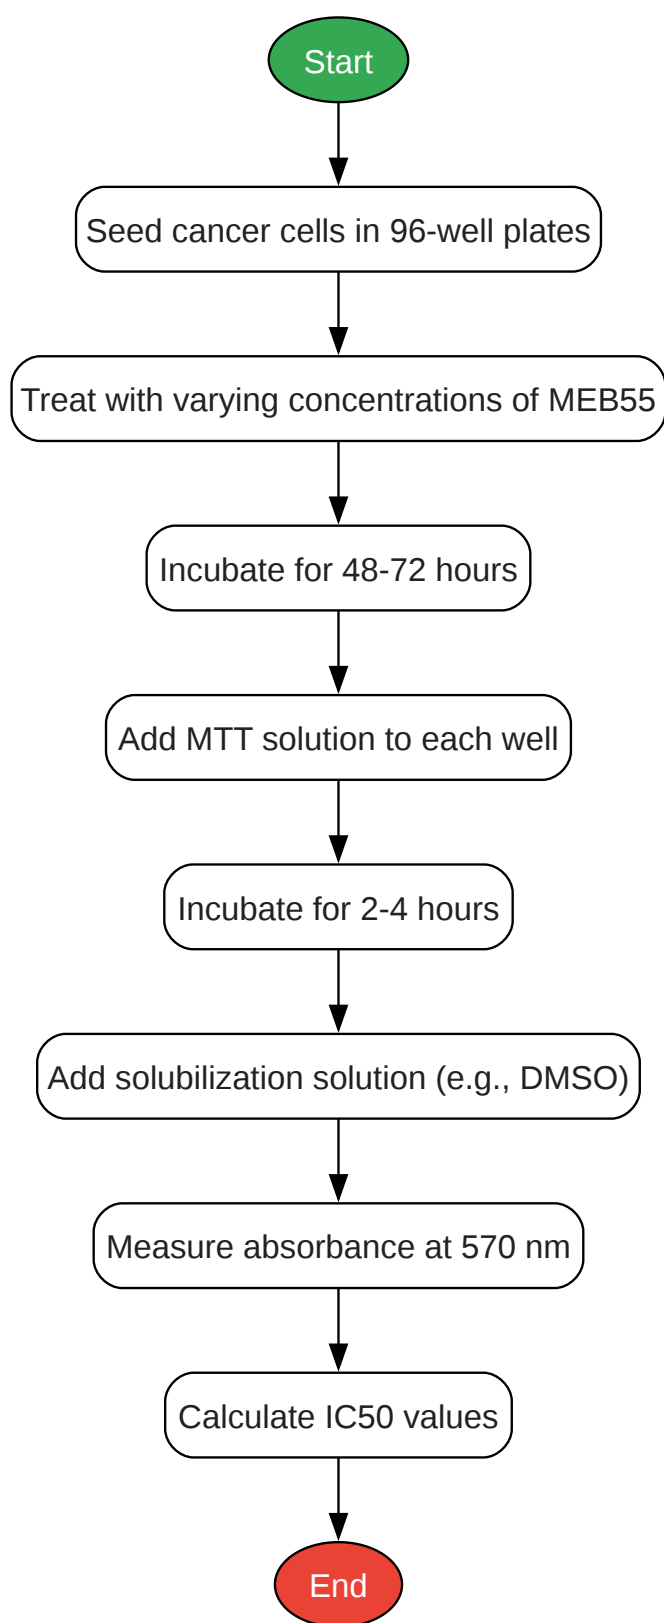 Start
Seed cancer cells in 96-well plates
Treat with varying concentrations of MEB55
Incubate for 48-72 hours
Add MTT solution to each well
Incubate for 2-4 hours
Add solubilization solution (e.g., DMSO)
Measure absorbance at 570 nm
Calculate IC50 values
End